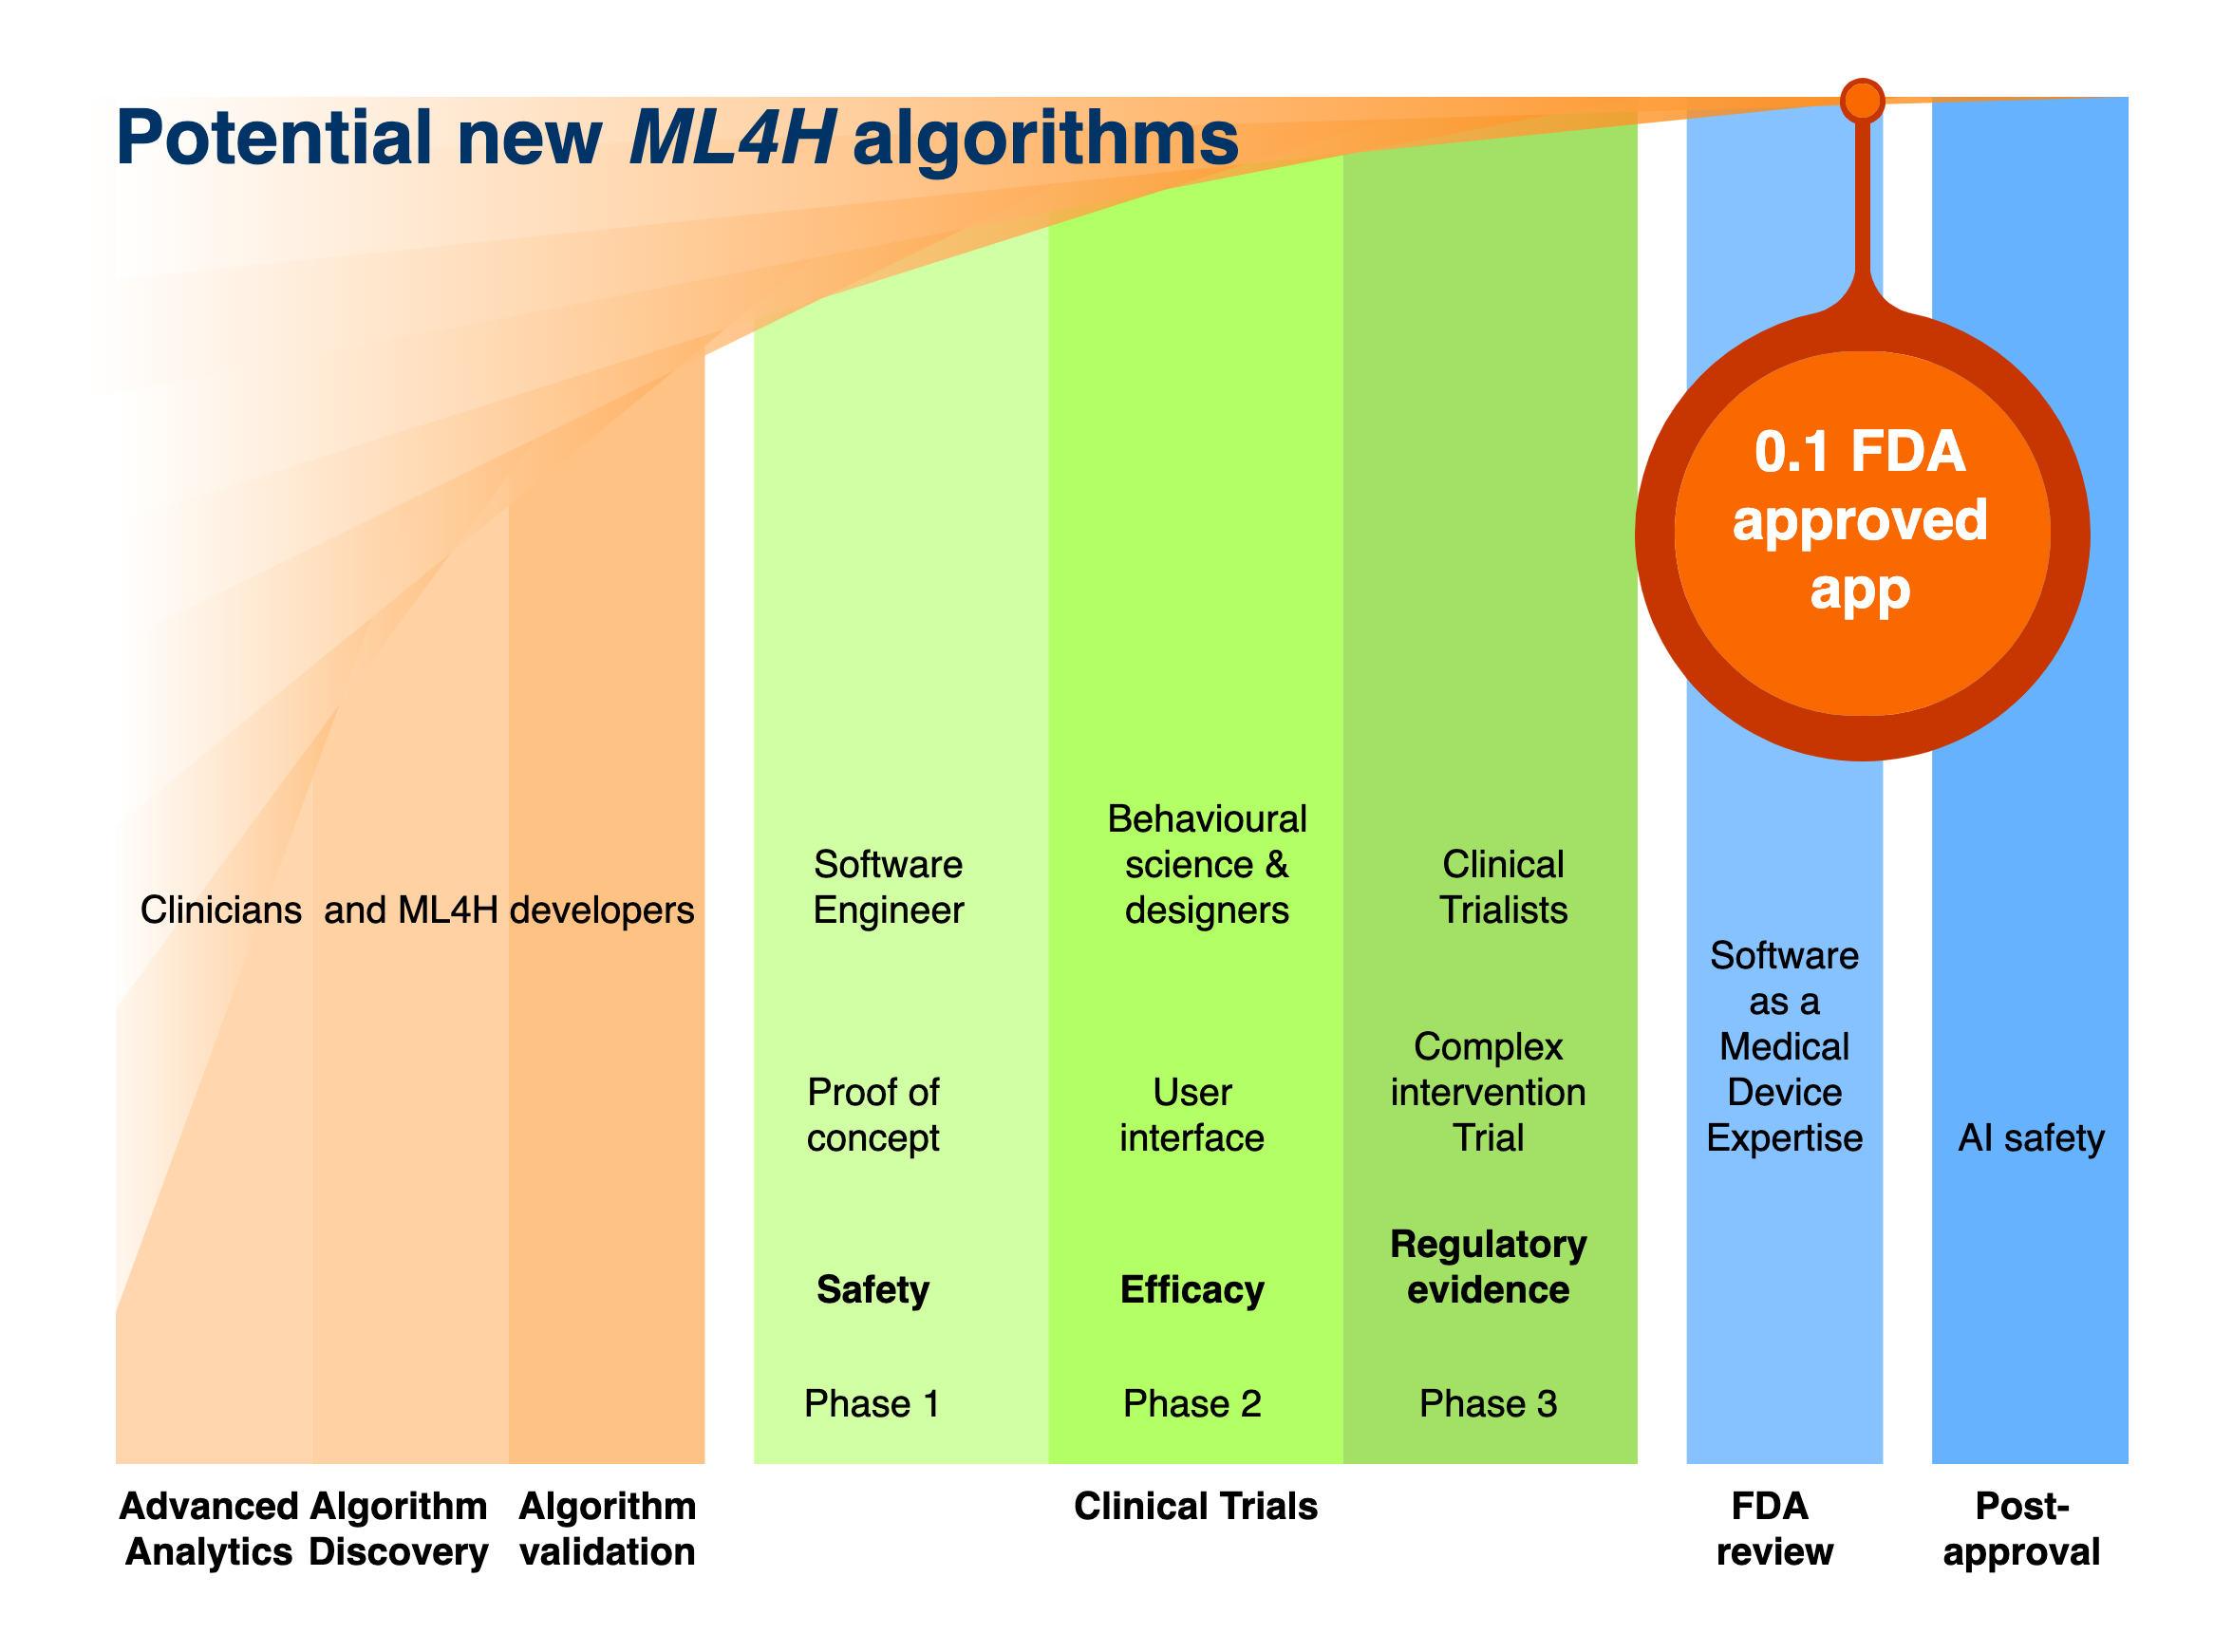 Potential new ML4H algorithms
0.1 FDA
approved
app
Clinicians and ML4H developers
Software
Engineer
Behavioural
science &
designers
Clinical
Trialists
Software
as a
Medical
Device
Expertise
Proof of
concept
User
interface
Complex
intervention
Trial
AI safety
Safety
Efficacy
Regulatory
evidence
Phase 1
Phase 2
Phase 3
Advanced
Analytics
Algorithm
Discovery
Algorithm
validation
Clinical Trials
FDA
review
Post-
approval